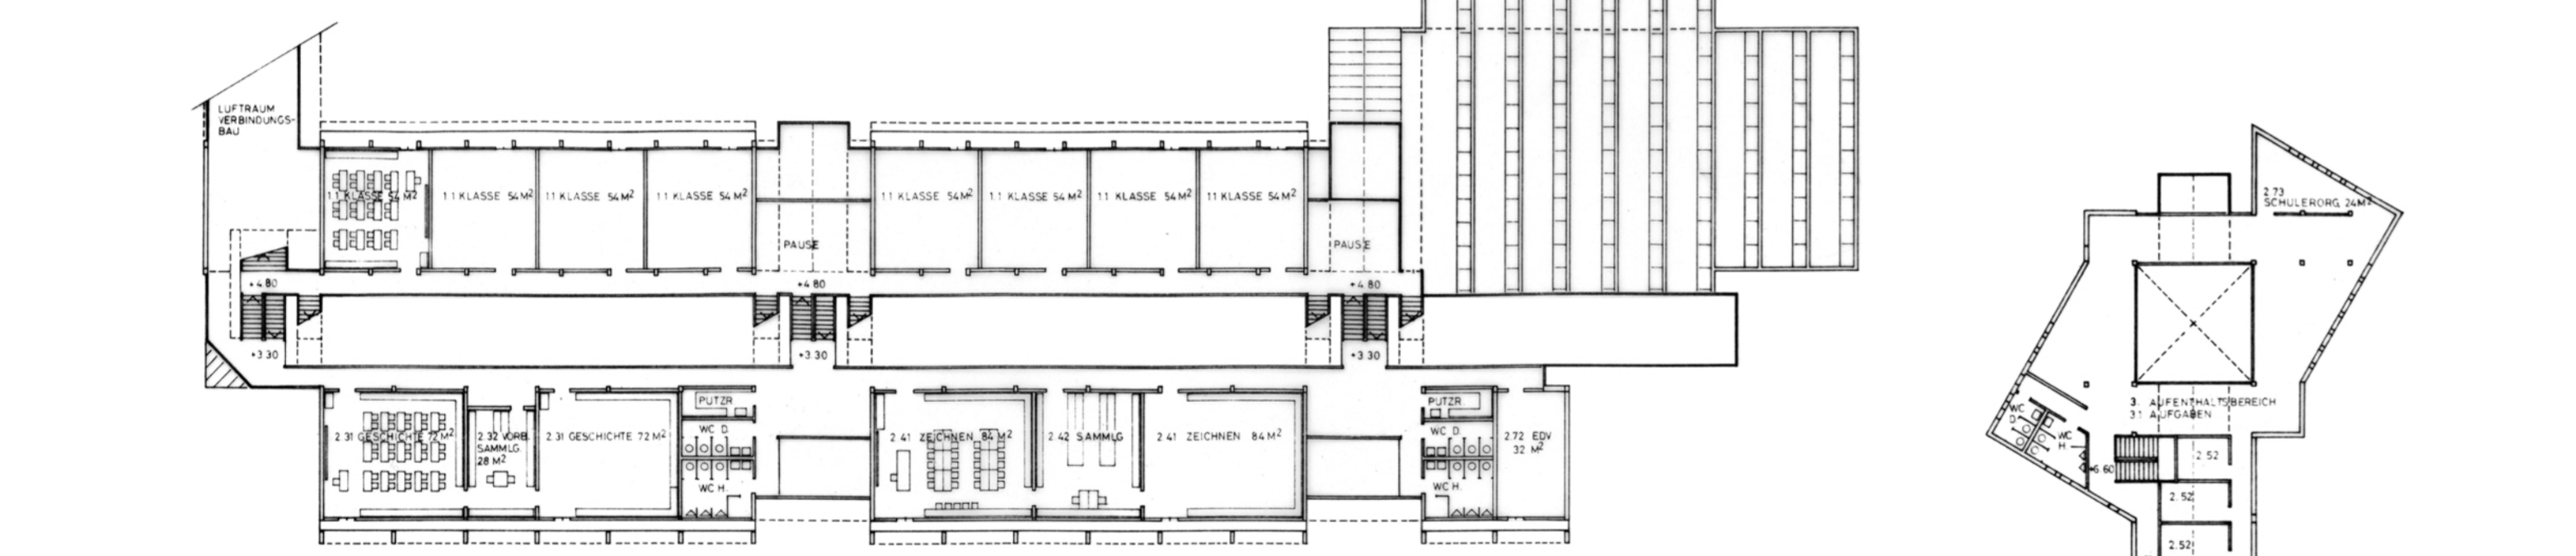 LUFTRAUM
VERBINDUNGS-
BAU
1.1 KLASSE 54 M²
1.1 KLASSE 54 M²
1.1 KLASSE 54 M²
1.1 KLASSE 54 M²
PAUSE
1.1 KLASSE 54 M²
1.1 KLASSE 54 M²
1.1 KLASSE 54 M²
1.1 KLASSE 54 M²
PAUSE
+4.80
+4.80
+4.80
+3.30
+3.30
+3.30
2.31 GESCHICHTE 72 M²
2.32 VORB.
SAMMLG.
28 M²
2.31 GESCHICHTE 72 M²
PUTZR.
WC D.
WC H.
2.41 ZEICHNEN 84 M²
2.42 SAMMLG
2.41 ZEICHNEN 84 M²
PUTZR.
WC D.
WC H.
2.72 EDV
32 M²
2.73
SCHÜLERORG. 24M²
3. AUFENTHALTSBEREICH
3.1 AUFGABEN
WC
D.
WC
H.
+6.60
2.52
2.52
2.52